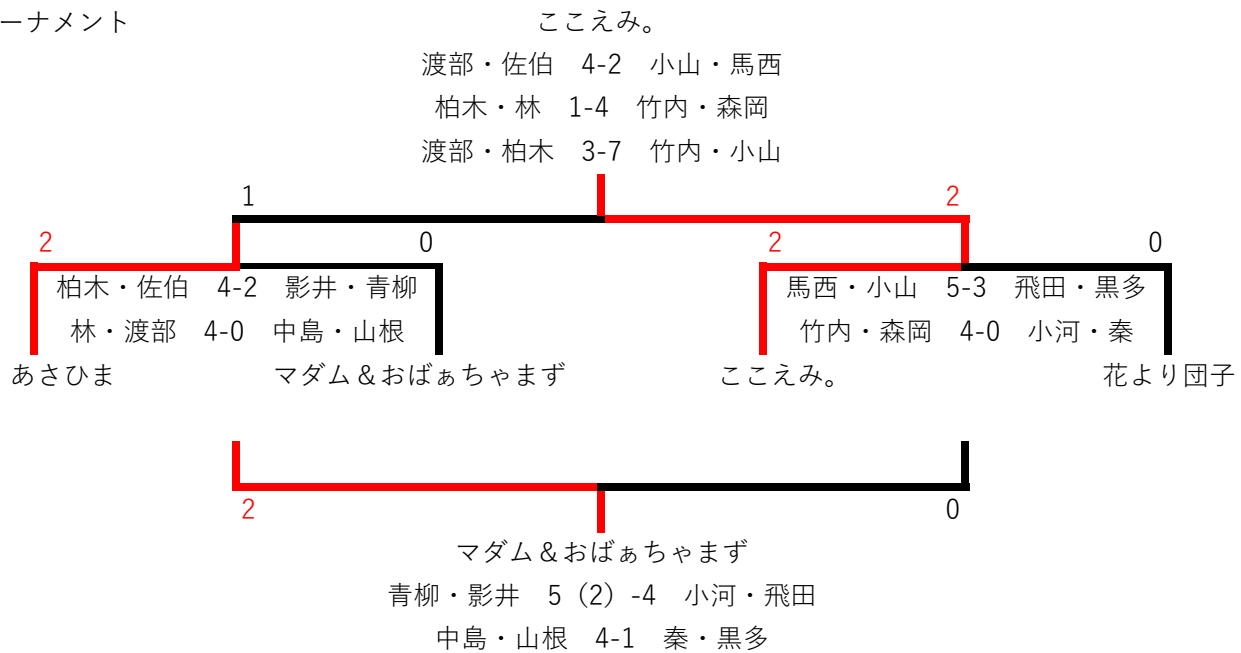 ーナメント
ここえみ。
渡部・佐伯　4-2　小山・馬西
柏木・林　1-4　竹内・森岡
渡部・柏木　3-7　竹内・小山
1
2
2
0
2
0
柏木・佐伯　4-2　影井・青柳
馬西・小山　5-3　飛田・黒多
林・渡部　4-0　中島・山根
竹内・森岡　4-0　小河・秦
あさひま
マダム＆おばぁちゃまず
ここえみ。
花より団子
2
0
マダム＆おばぁちゃまず
青柳・影井　5（2）-4　小河・飛田
中島・山根　4-1　秦・黒多